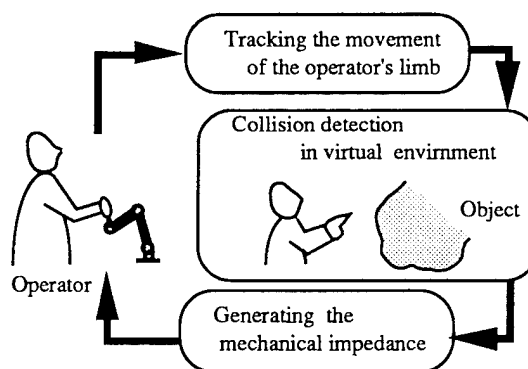 Tracking the movement
of the operator's limb
Collision detection
in virtual envirnment
Object
Operator
Generating the
mechanical impedance